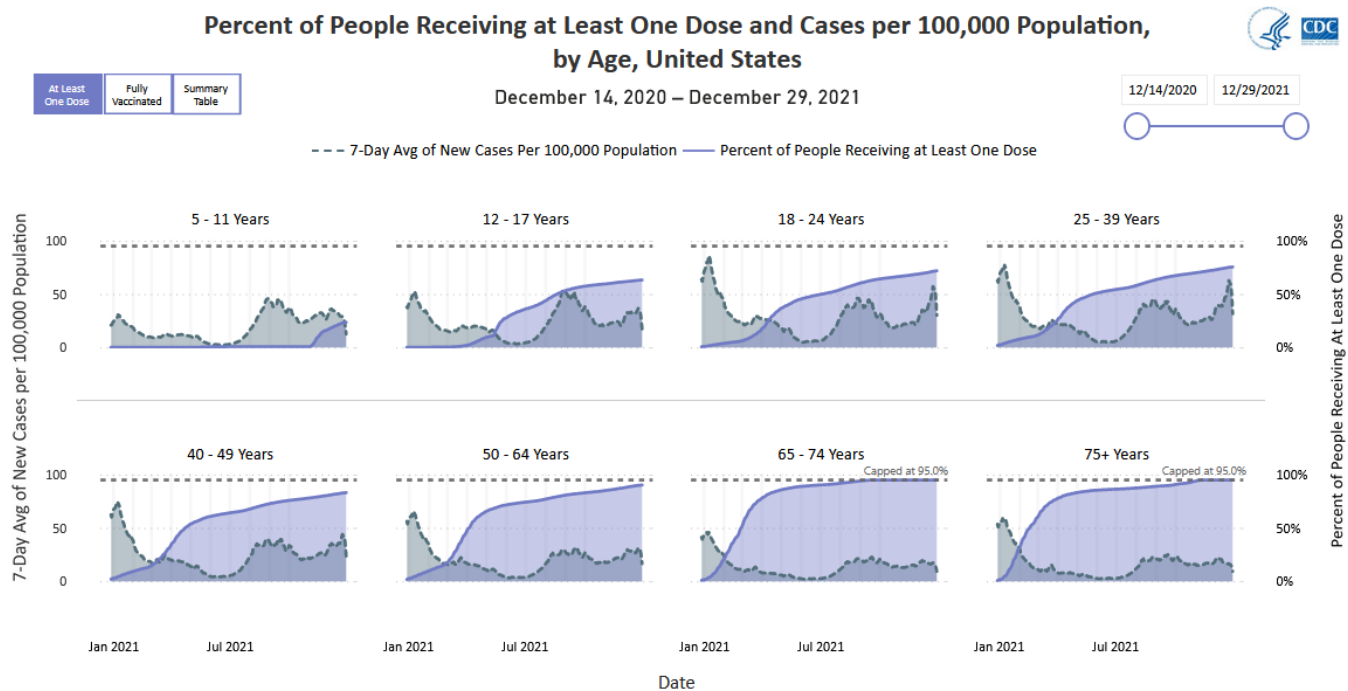 Percent of People Receiving at Least One Dose and Cases per 100,000 Population,
by Age, United States
CDC
At Least
One Dose
Fully
Vaccinated
Summary
Table
December 14, 2020 – December 29, 2021
12/14/2020
12/29/2021
7-Day Avg of New Cases Per 100,000 Population
Percent of People Receiving at Least One Dose
7-Day Avg of New Cases per 100,000 Population
Percent of People Receiving At Least One Dose
5 - 11 Years
12 - 17 Years
18 - 24 Years
25 - 39 Years
100
50
0
100%
50%
0%
40 - 49 Years
50 - 64 Years
65 - 74 Years
75+ Years
Capped at 95.0%
Capped at 95.0%
100
50
0
100%
50%
0%
Jan 2021
Jul 2021
Jan 2021
Jul 2021
Jan 2021
Jul 2021
Jan 2021
Jul 2021
Date